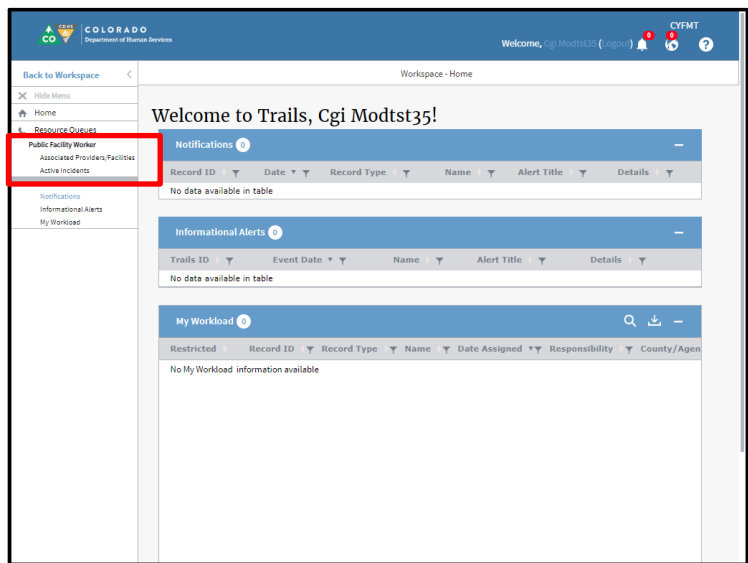 CDHS
CO
COLORADO
Department of Human Services
CYFMT
Welcome, Cgi Modtst35 (Logout)
0
0
?
Back to Workspace
Workspace - Home
Hide Menu
Home
Resource Queues
Public Facility Worker
Associated Providers/Facilities
Active Incidents
Notifications
Informational Alerts
My Workload
Welcome to Trails, Cgi Modtst35!
Notifications 0
Record ID Date Record Type Name Alert Title Details
No data available in table
Informational Alerts 0
Trails ID Event Date Name Alert Title Details
No data available in table
My Workload 0
Restricted Record ID Record Type Name Date Assigned Responsibility County/Agen
No My Workload information available